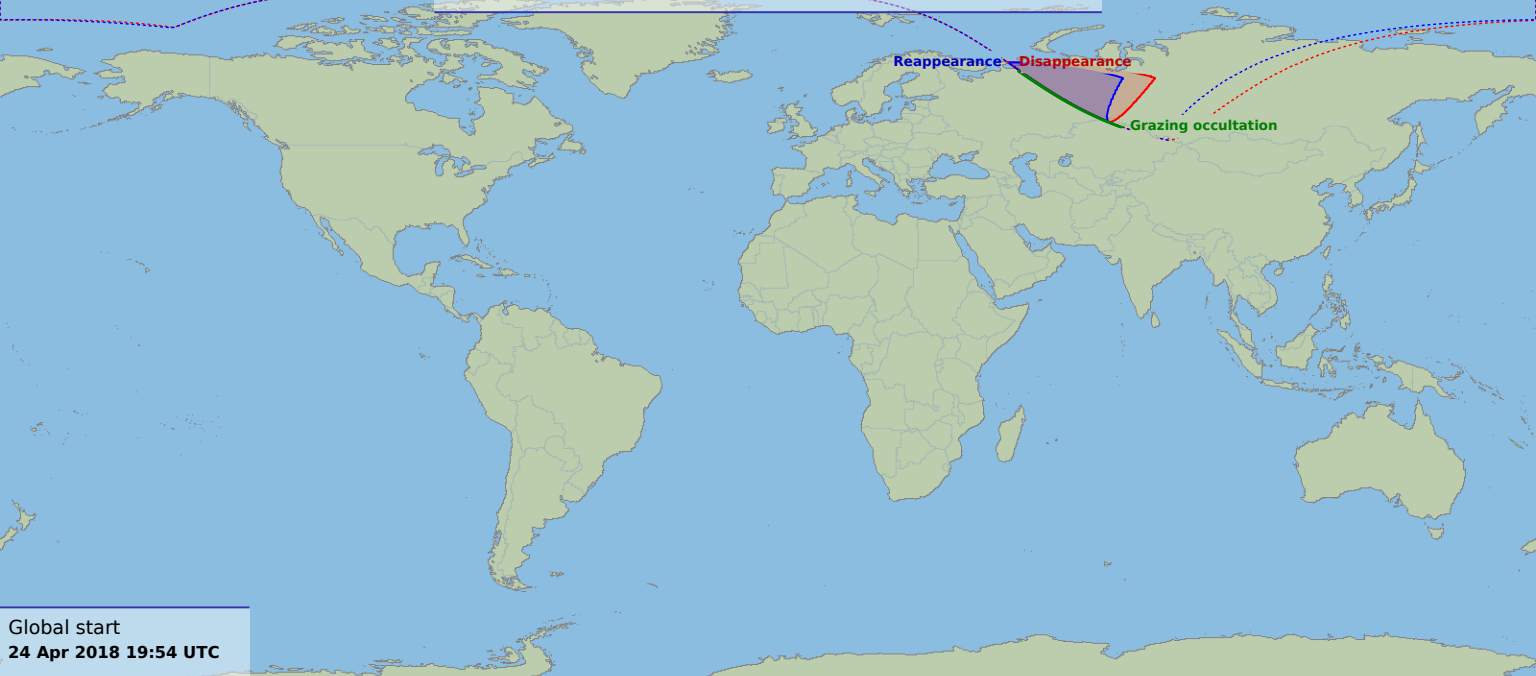 Reappearance
Disappearance
Grazing occultation
Global start
24 Apr 2018 19:54 UTC